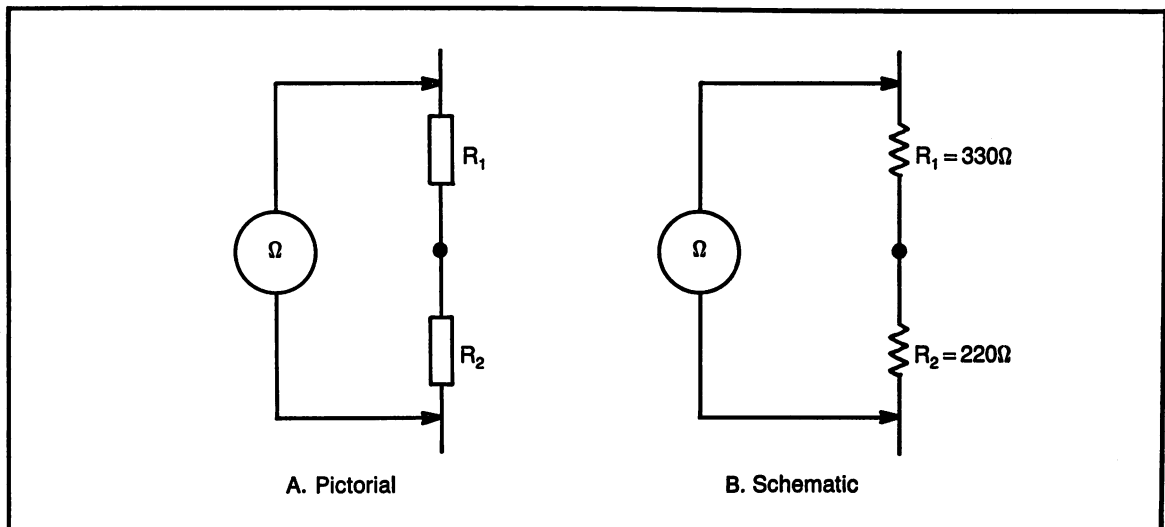 R₁
Ω
R₂
A. Pictorial
R₁ = 330Ω
Ω
R₂ = 220Ω
B. Schematic